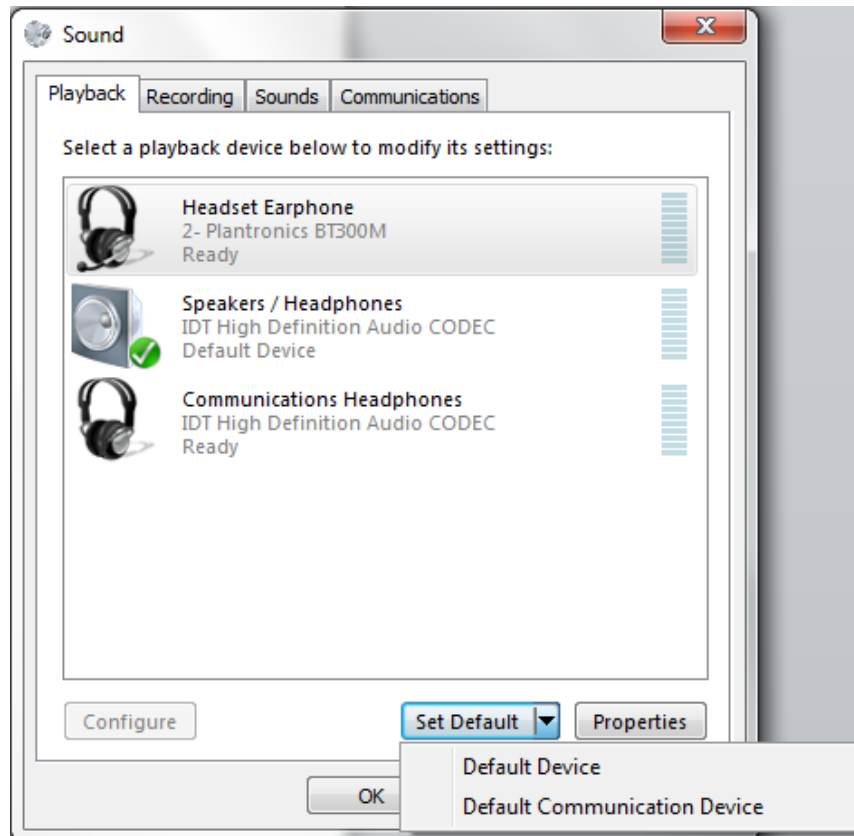 Sound
Playback Recording Sounds Communications
Select a playback device below to modify its settings:
Headset Earphone
2- Plantronics BT300M
Ready
Speakers / Headphones
IDT High Definition Audio CODEC
Default Device
Communications Headphones
IDT High Definition Audio CODEC
Ready
Configure Set Default Properties
Default Device
OK
Default Communication Device